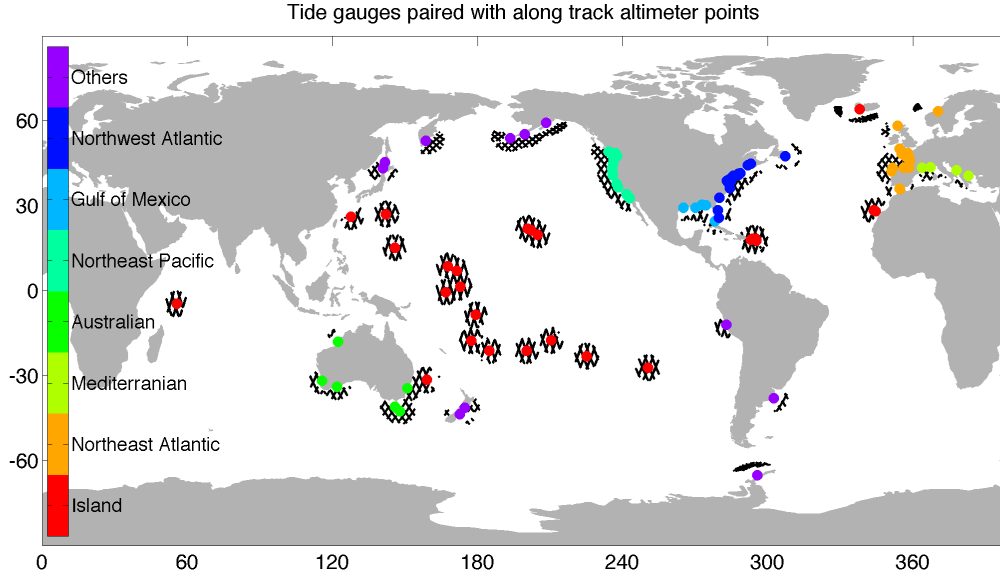 Tide gauges paired with along track altimeter points
Others
Northwest Atlantic
Gulf of Mexico
Northeast Pacific
Australian
Mediterranian
Northeast Atlantic
Island
60
30
0
-30
-60
0
60
120
180
240
300
360